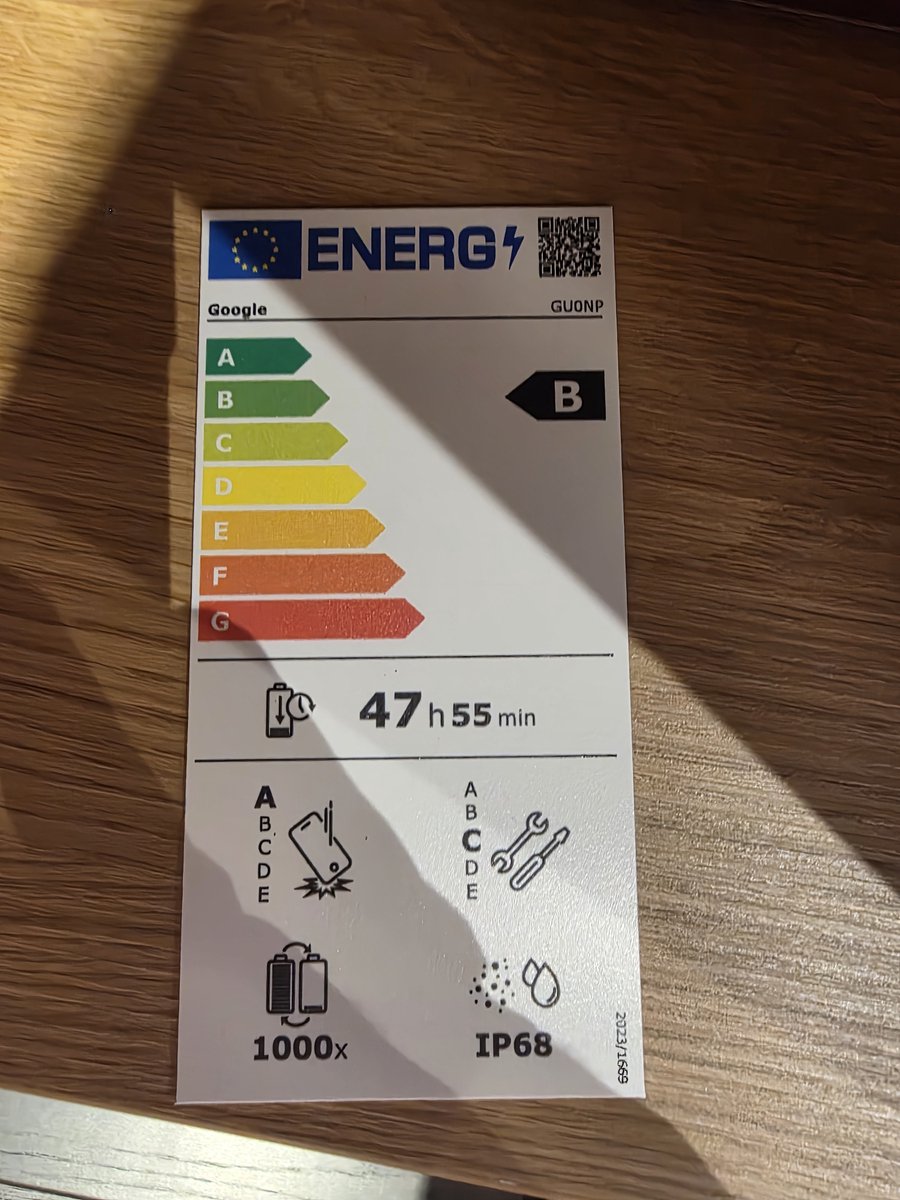 ENERG
Google GU0NP
A
B
B
C
D
E
F
G
47 h 55 min
A
B
C
D
E
A
B
C
D
E
1000x
IP68
2023/1669